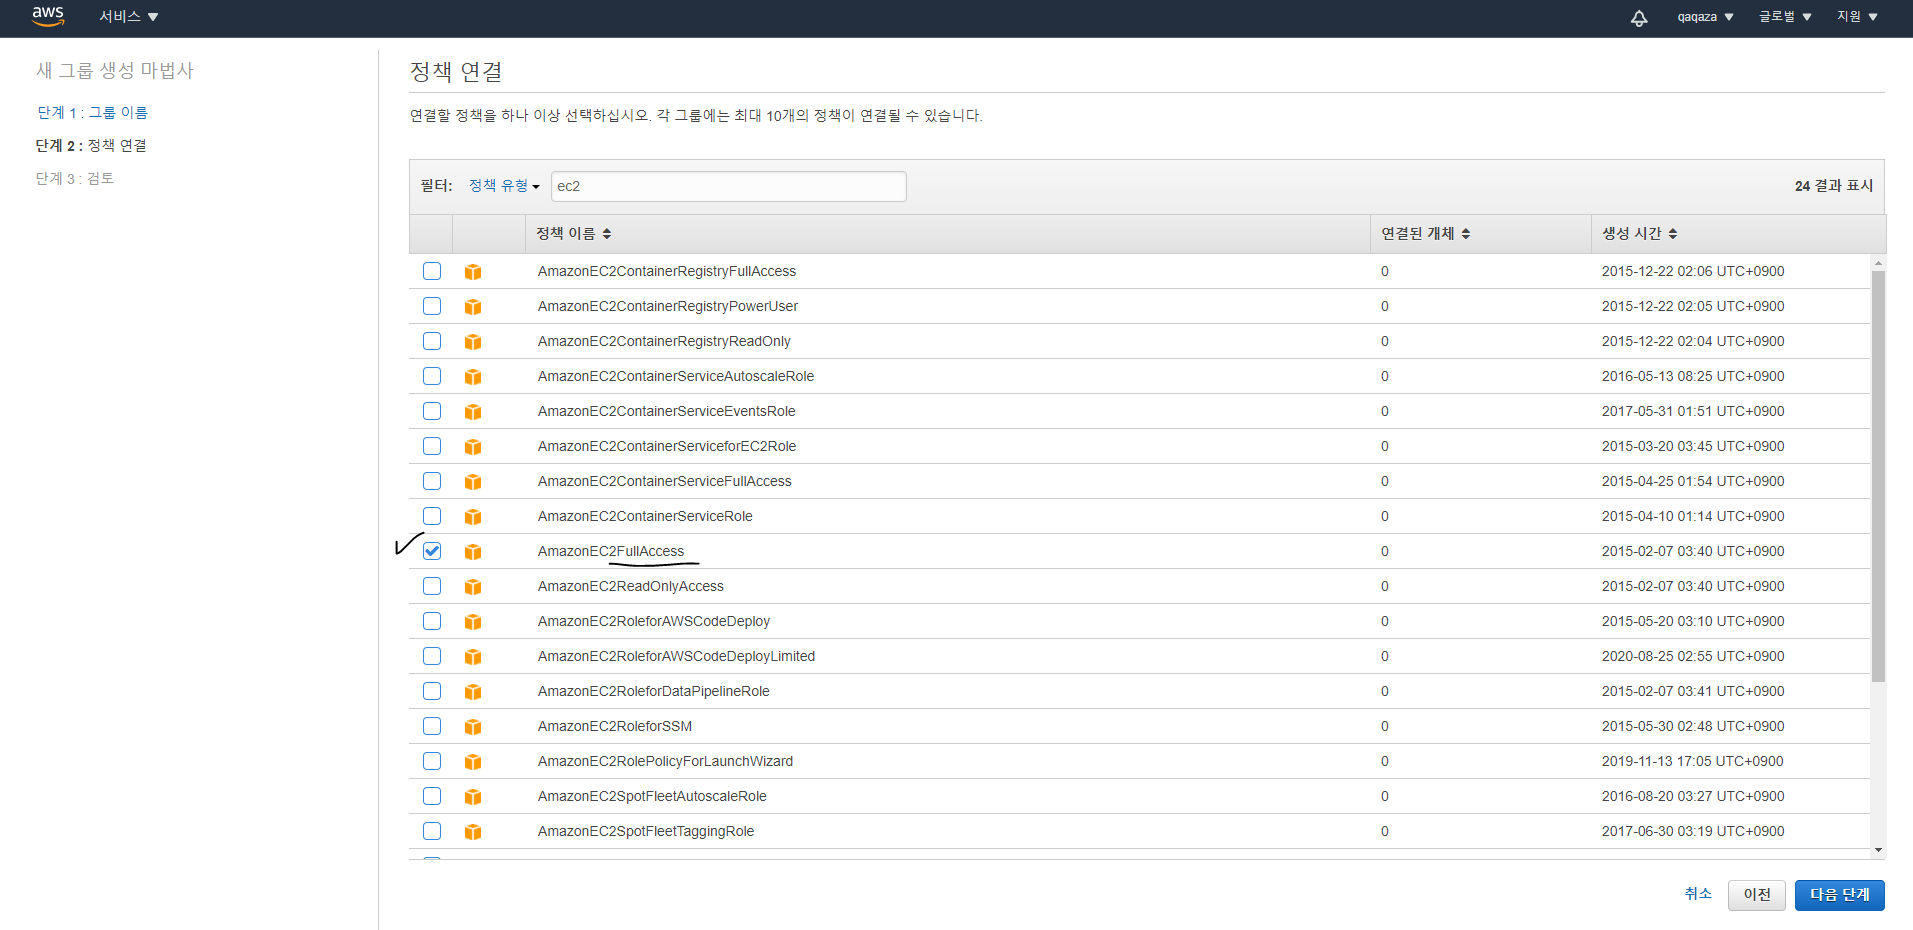 aws 서비스 qaqaza 글로벌 지원
새 그룹 생성 마법사
단계 1 : 그룹 이름
단계 2 : 정책 연결
단계 3 : 검토
정책 연결
연결할 정책을 하나 이상 선택하십시오. 각 그룹에는 최대 10개의 정책이 연결될 수 있습니다.
필터: 정책 유형 ec2 24 결과 표시
정책 이름 연결된 개체 생성 시간
AmazonEC2ContainerRegistryFullAccess 0 2015-12-22 02:06 UTC+0900
AmazonEC2ContainerRegistryPowerUser 0 2015-12-22 02:05 UTC+0900
AmazonEC2ContainerRegistryReadOnly 0 2015-12-22 02:04 UTC+0900
AmazonEC2ContainerServiceAutoscaleRole 0 2016-05-13 08:25 UTC+0900
AmazonEC2ContainerServiceEventsRole 0 2017-05-31 01:51 UTC+0900
AmazonEC2ContainerServiceforEC2Role 0 2015-03-20 03:45 UTC+0900
AmazonEC2ContainerServiceFullAccess 0 2015-04-25 01:54 UTC+0900
AmazonEC2ContainerServiceRole 0 2015-04-10 01:14 UTC+0900
AmazonEC2FullAccess 0 2015-02-07 03:40 UTC+0900
AmazonEC2ReadOnlyAccess 0 2015-02-07 03:40 UTC+0900
AmazonEC2RoleforAWSCodeDeploy 0 2015-05-20 03:10 UTC+0900
AmazonEC2RoleforAWSCodeDeployLimited 0 2020-08-25 02:55 UTC+0900
AmazonEC2RoleforDataPipelineRole 0 2015-02-07 03:41 UTC+0900
AmazonEC2RoleforSSM 0 2015-05-30 02:48 UTC+0900
AmazonEC2RolePolicyForLaunchWizard 0 2019-11-13 17:05 UTC+0900
AmazonEC2SpotFleetAutoscaleRole 0 2016-08-20 03:27 UTC+0900
AmazonEC2SpotFleetTaggingRole 0 2017-06-30 03:19 UTC+0900
취소 이전 다음 단계